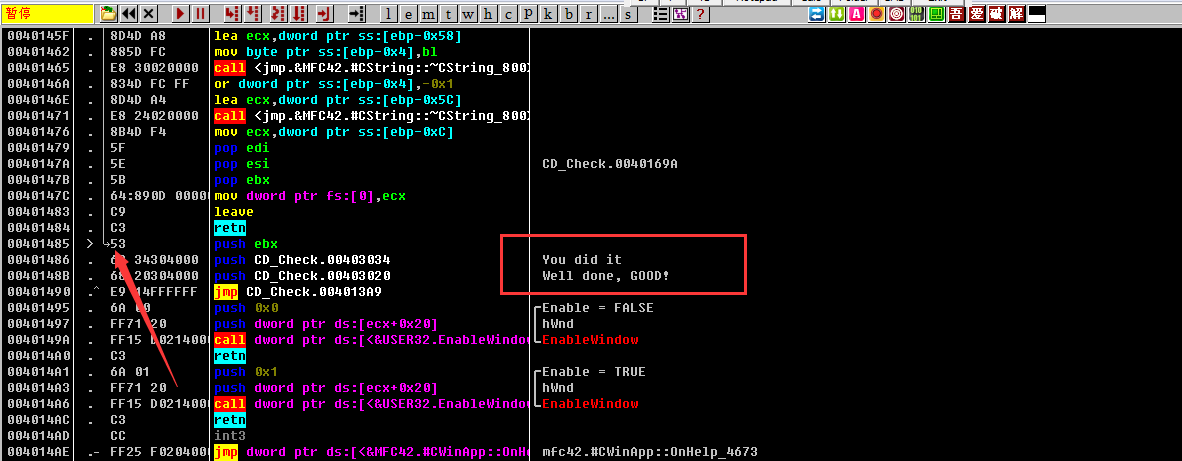 暂停 l e m t w h c p k b r ... s ? 吾 爱 破 解
0040145F . 8D4D A8 lea ecx,dword ptr ss:[ebp-0x58]
00401462 . 885D FC mov byte ptr ss:[ebp-0x4],bl
00401465 . E8 30020000 call <jmp.&MFC42.#CString::~CString_800>
0040146A . 834D FC FF or dword ptr ss:[ebp-0x4],-0x1
0040146E . 8D4D A4 lea ecx,dword ptr ss:[ebp-0x5C]
00401471 . E8 24020000 call <jmp.&MFC42.#CString::~CString_800>
00401476 . 8B4D F4 mov ecx,dword ptr ss:[ebp-0xC]
00401479 . 5F pop edi
0040147A . 5E pop esi CD_Check.0040169A
0040147B . 5B pop ebx
0040147C . 64:890D 00000 mov dword ptr fs:[0],ecx
00401483 . C9 leave
00401484 . C3 retn
00401485 > 53 push ebx
00401486 . 34304000 push CD_Check.00403034 You did it
0040148B . 68 20304000 push CD_Check.00403020 Well done, GOOD!
00401490 .^ E9 14FFFFFF jmp CD_Check.004013A9
00401495 . 6A 00 push 0x0 Enable = FALSE
00401497 . FF71 20 push dword ptr ds:[ecx+0x20] hWnd
0040149A . FF15 D0214000 call dword ptr ds:[<&USER32.EnableWindow EnableWindow
004014A0 . C3 retn
004014A1 . 6A 01 push 0x1 Enable = TRUE
004014A3 . FF71 20 push dword ptr ds:[ecx+0x20] hWnd
004014A6 . FF15 D0214000 call dword ptr ds:[<&USER32.EnableWindow EnableWindow
004014AC . C3 retn
004014AD CC int3
004014AE .- FF25 F0204000 jmp dword ptr ds:[<&MFC42.#CWinApp::OnHe mfc42.#CWinApp::OnHelp_4673